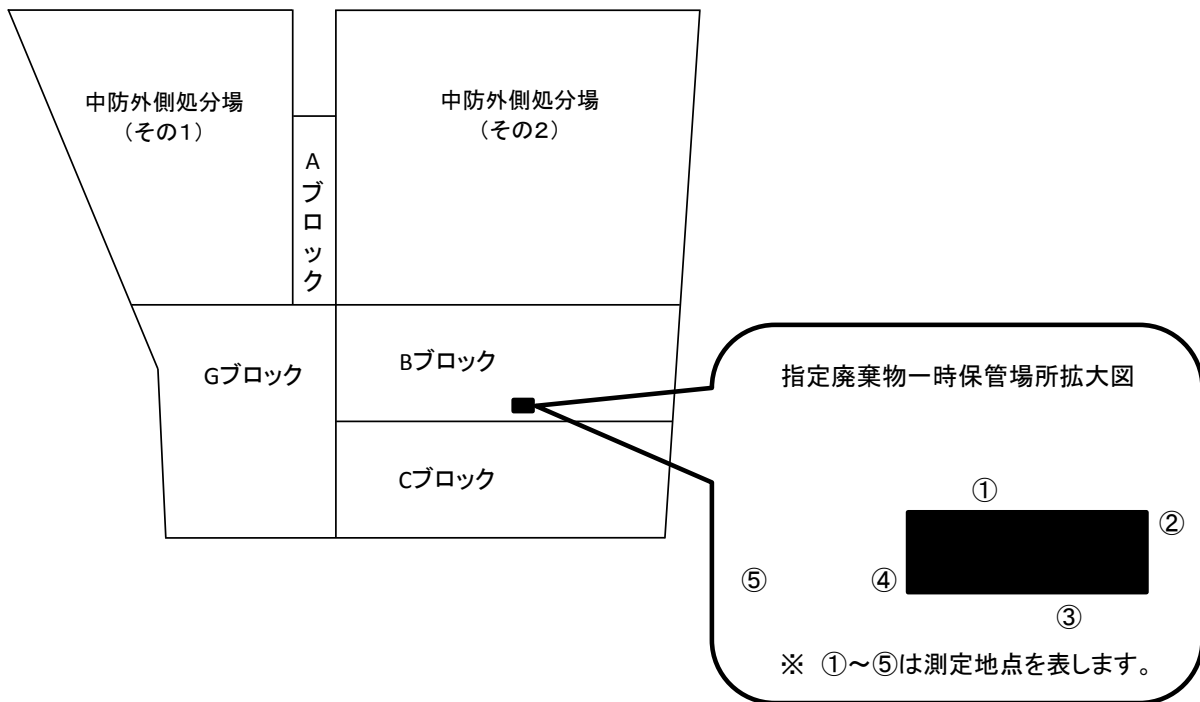 中防外側処分場
（その１）
中防外側処分場
（その２）
Aブロック
Gブロック
Bブロック
Cブロック
指定廃棄物一時保管場所拡大図
①
②
③
④
⑤
※ ①～⑤は測定地点を表します。